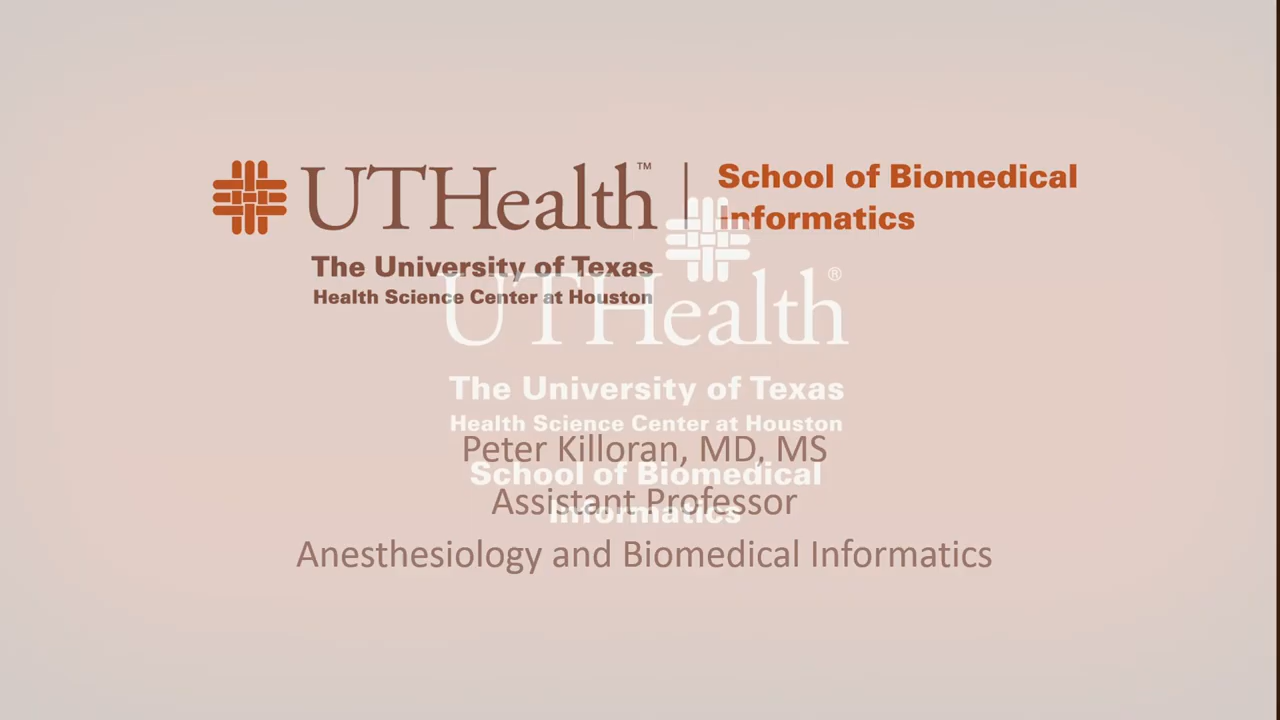 UTHealth™
School of Biomedical
Informatics
The University of Texas
Health Science Center at Houston
UTHealth®
The University of Texas
Health Science Center at Houston
School of Biomedical
Informatics
Peter Killoran, MD, MS
Assistant Professor
Anesthesiology and Biomedical Informatics